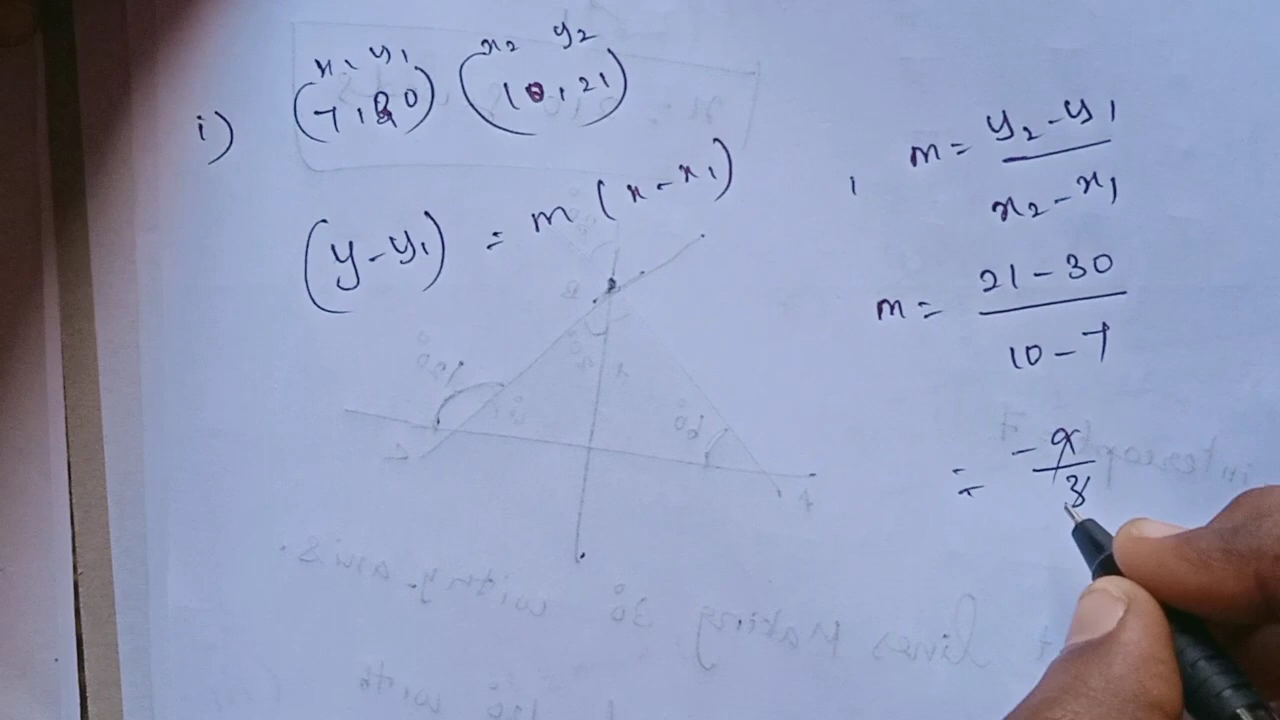 x₁ y₁ x₂ y₂
i) (7, 30) (10, 21)
(y - y₁) = m (x - x₁) , m = y₂ - y₁ / x₂ - x₁
m = 21 - 30 / 10 - 7
= -9 / 3